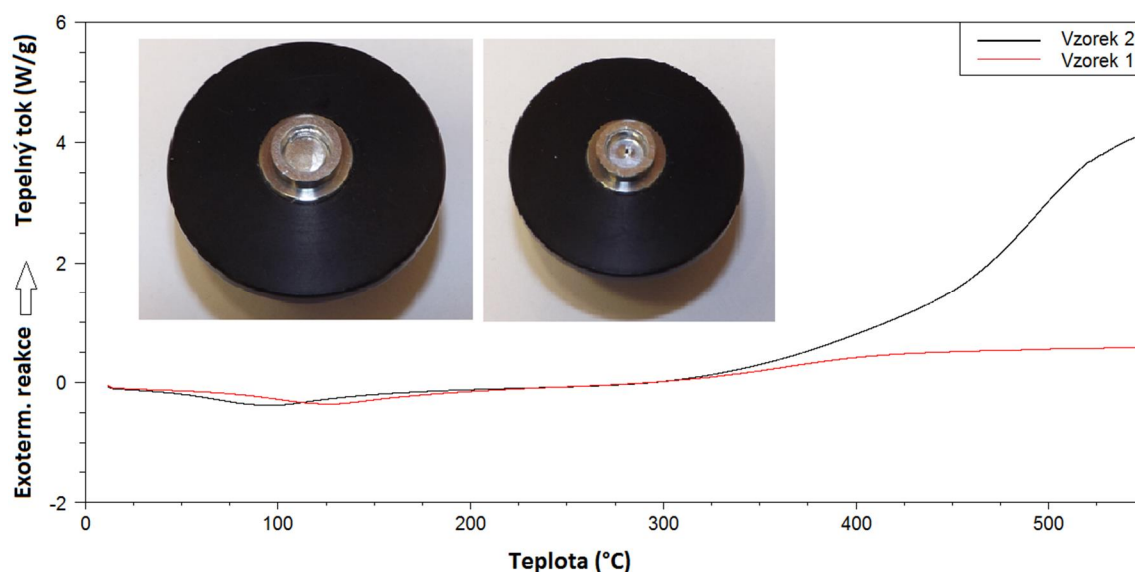 6
4
2
0
-2
Exoterm. reakce
Tepelný tok (W/g)
Vzorek 2
Vzorek 1
0
100
200
300
400
500
Teplota (°C)